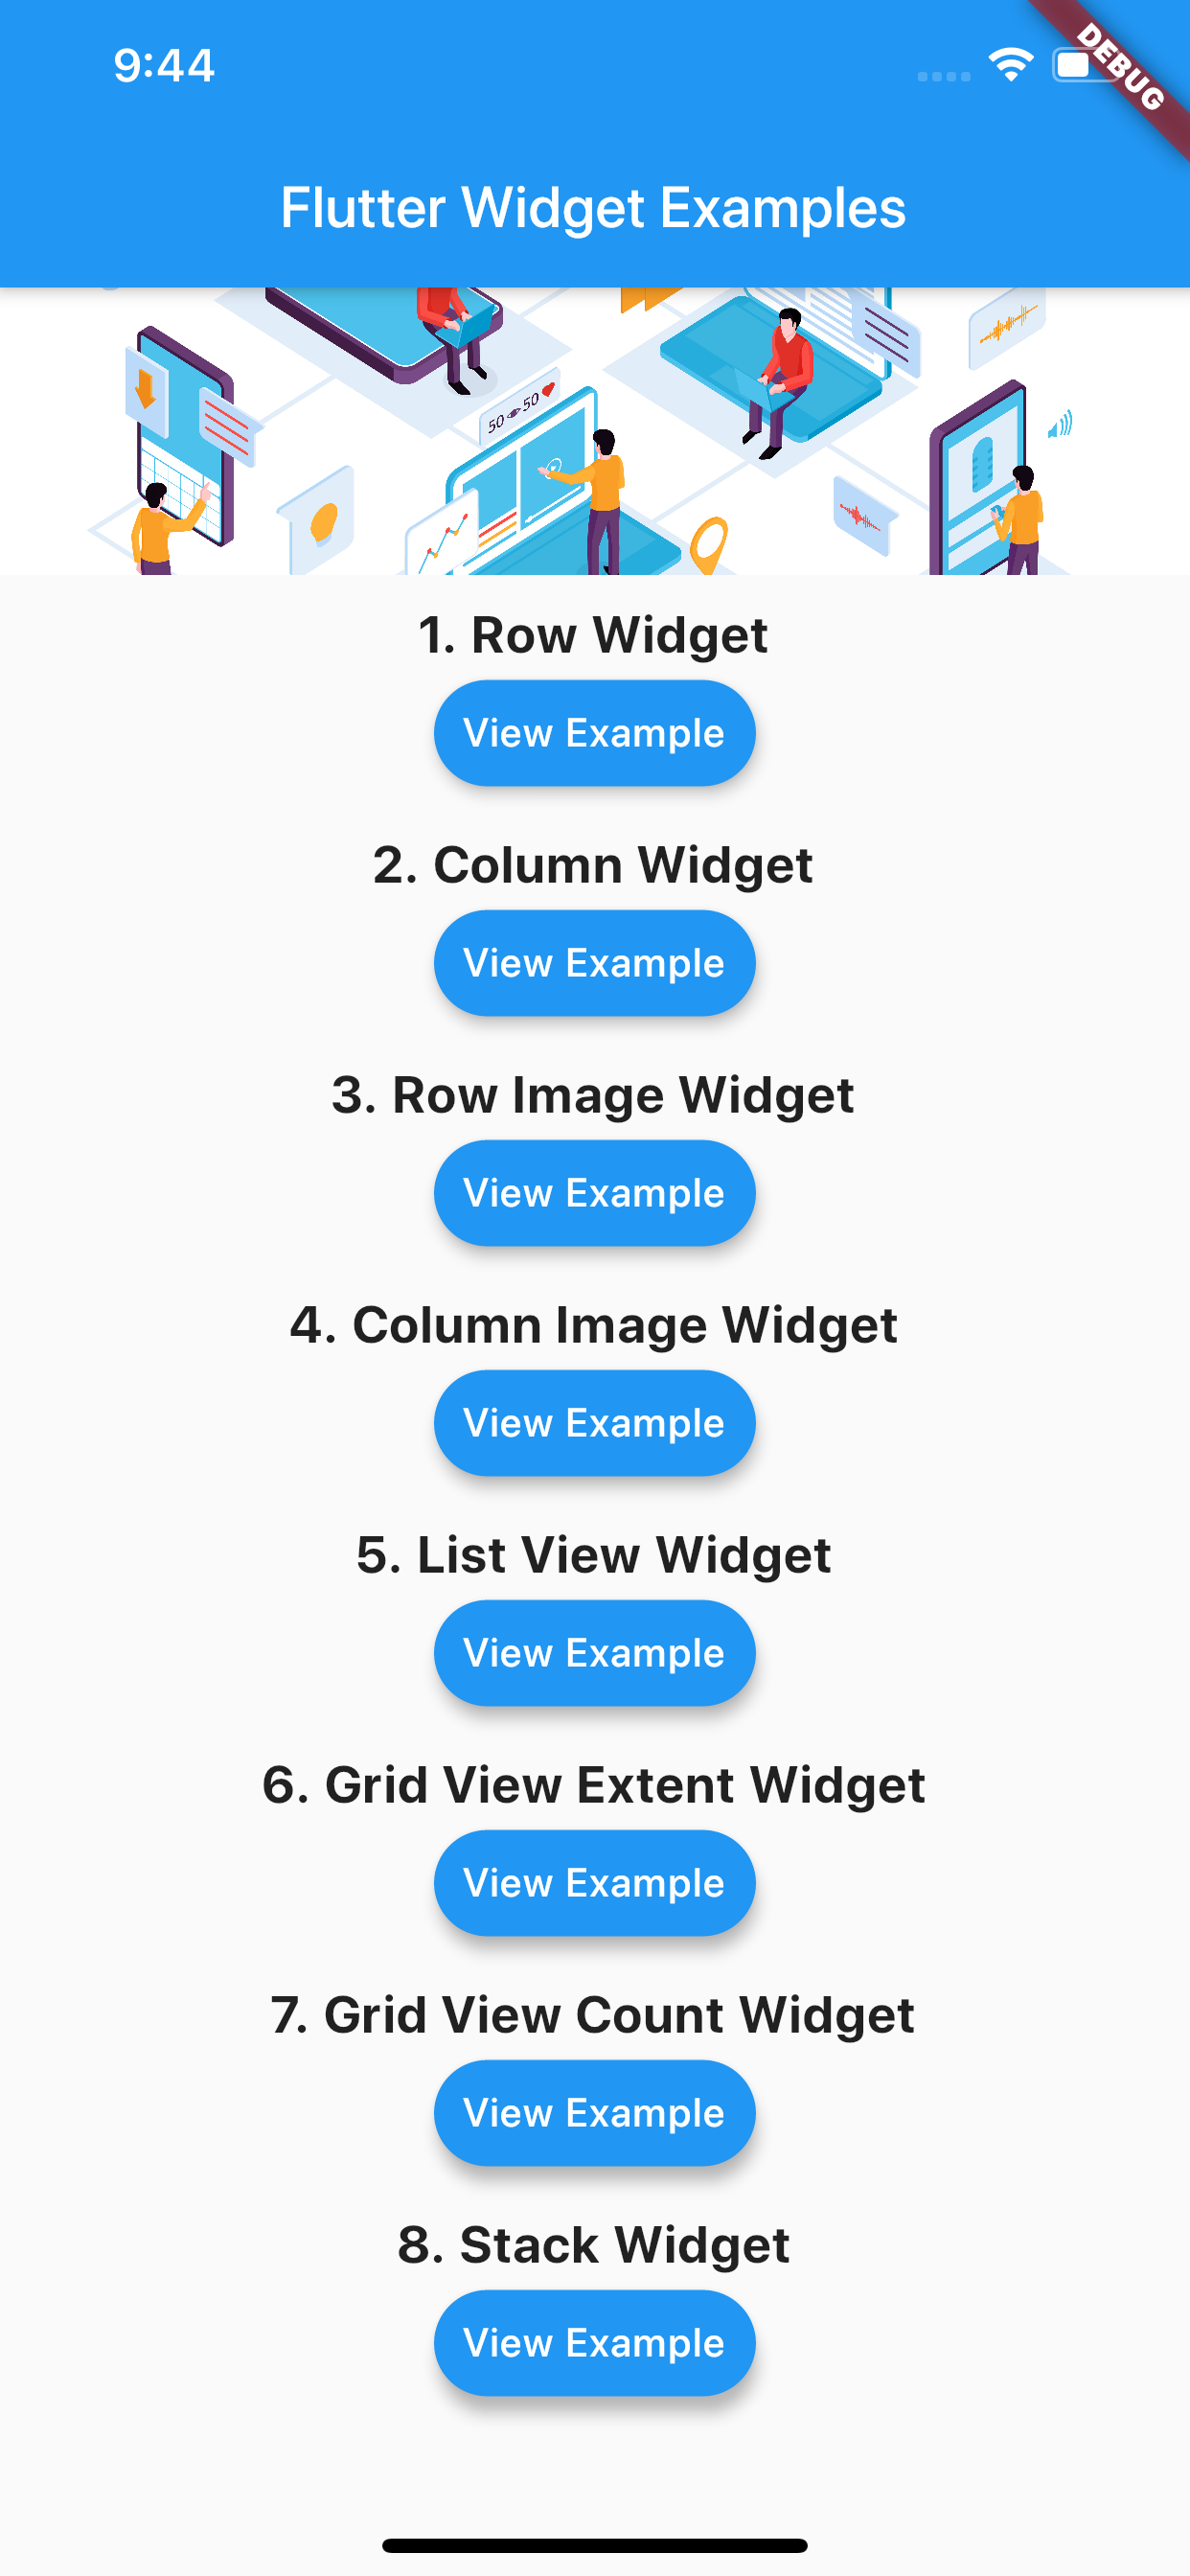 9:44
DEBUG
Flutter Widget Examples
50 50
1. Row Widget
View Example
2. Column Widget
View Example
3. Row Image Widget
View Example
4. Column Image Widget
View Example
5. List View Widget
View Example
6. Grid View Extent Widget
View Example
7. Grid View Count Widget
View Example
8. Stack Widget
View Example